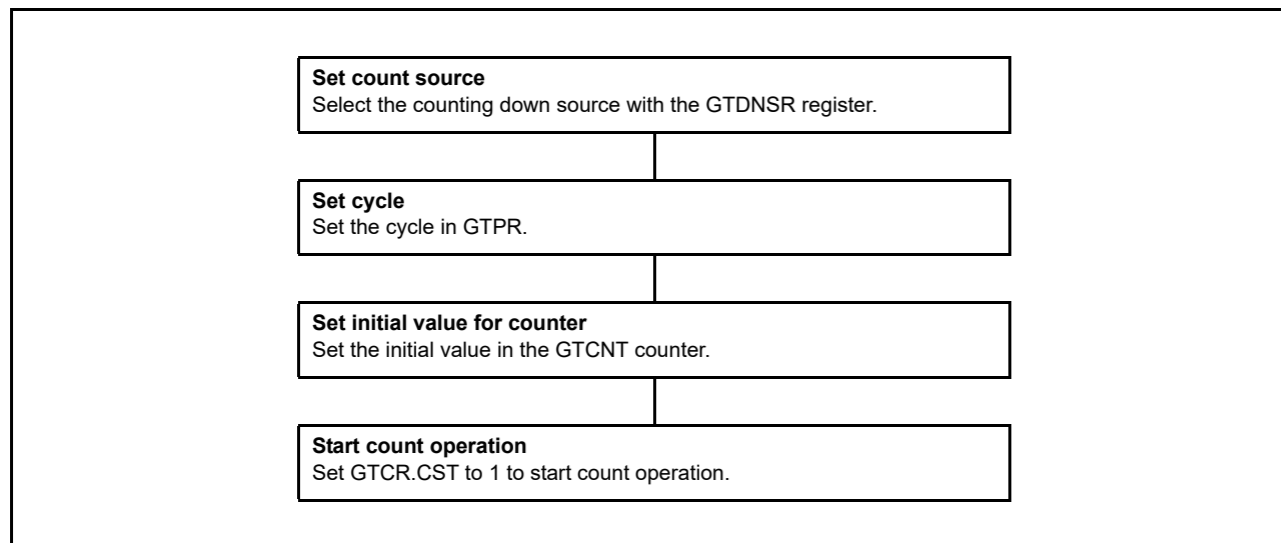 Set count source
Select the counting down source with the GTDNSR register.
Set cycle
Set the cycle in GTPR.
Set initial value for counter
Set the initial value in the GTCNT counter.
Start count operation
Set GTCR.CST to 1 to start count operation.